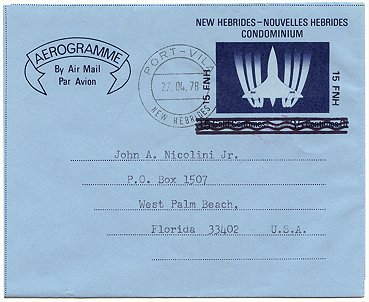 NEW HEBRIDES–NOUVELLES HEBRIDES
CONDOMINIUM
AEROGRAMME
By Air Mail
Par Avion
PORT-VILA
27. 04. 78
NEW HEBRIDES
15 FNH
15 FNH
John A. Nicolini Jr.
P.O. Box 1507
West Palm Beach,
Florida 33402 U.S.A.